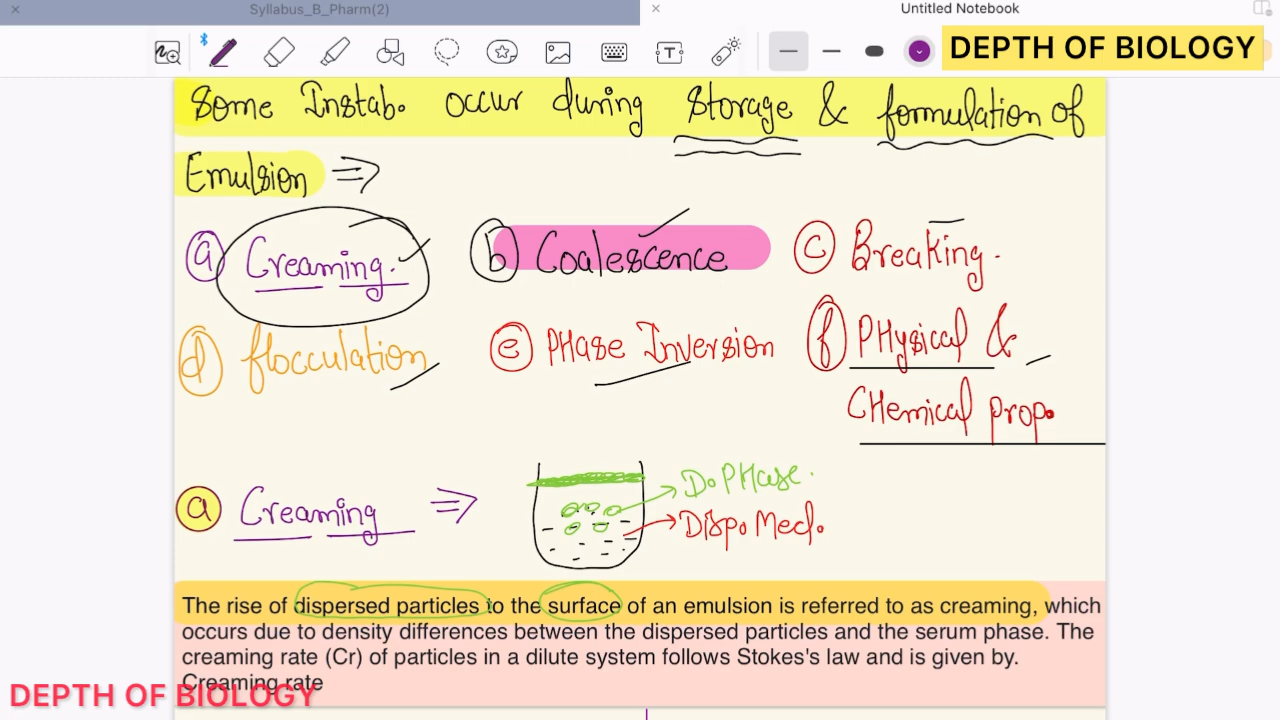 Syllabus_B_Pharm(2)
Untitled Notebook
DEPTH OF BIOLOGY
Some Instab. occur during storage & formulation of
Emulsion ⇒
(a) Creaming. (b) Coalescence (c) Breaking.
(d) flocculation (e) PHase Inversion (f) PHysical &
CHemical prop.
(a) Creaming ⇒
D. PHase.
Disp. Med.
The rise of dispersed particles to the surface of an emulsion is referred to as creaming, which
occurs due to density differences between the dispersed particles and the serum phase. The
creaming rate (Cr) of particles in a dilute system follows Stokes's law and is given by.
Creaming rate
DEPTH OF BIOLOGY